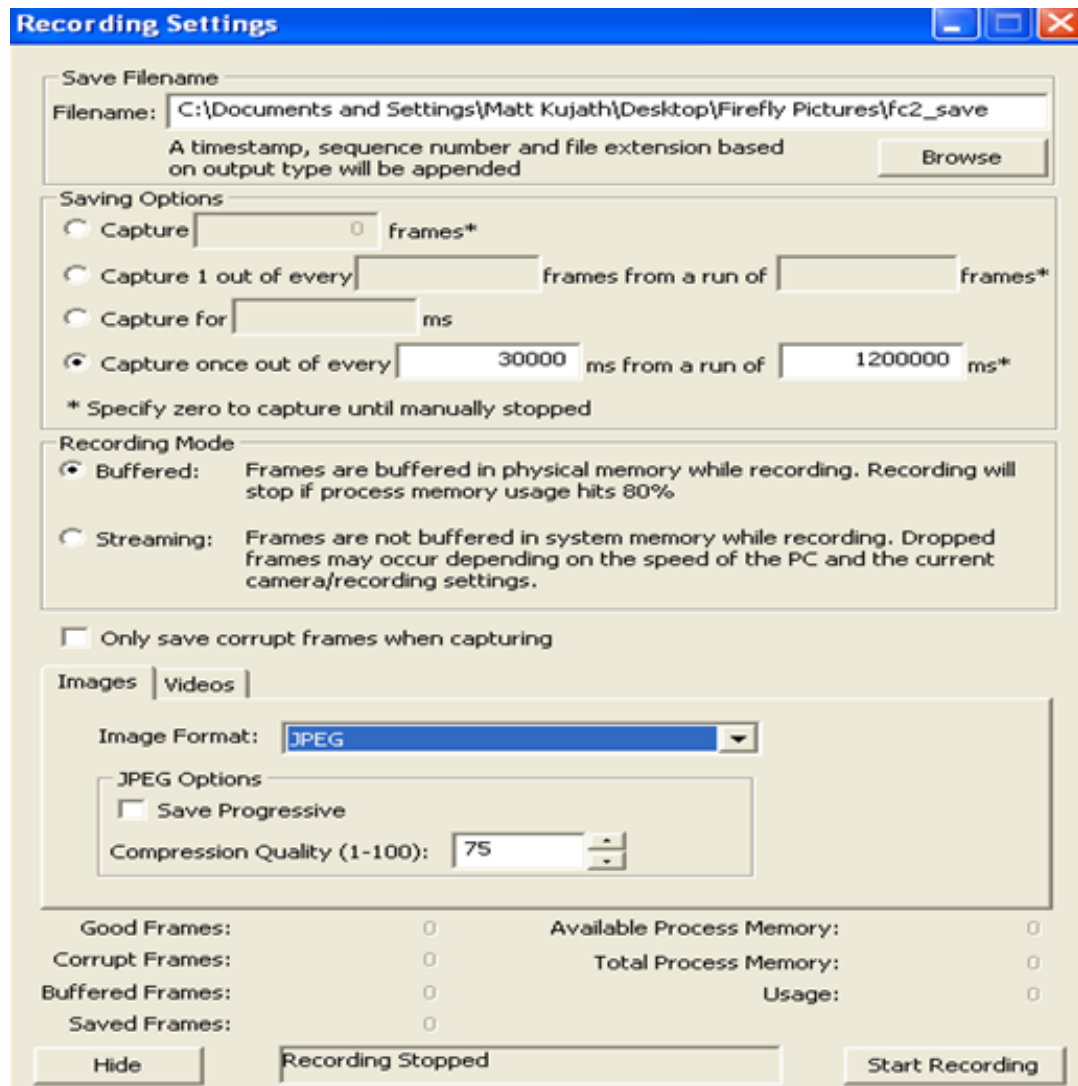 Recording Settings
Save Filename
Filename: C:\Documents and Settings\Matt Kujath\Desktop\Firefly Pictures\fc2_save
A timestamp, sequence number and file extension based
on output type will be appended
Browse
Saving Options
Capture 0 frames*
Capture 1 out of every frames from a run of frames*
Capture for ms
Capture once out of every 30000 ms from a run of 1200000 ms*
* Specify zero to capture until manually stopped
Recording Mode
Buffered: Frames are buffered in physical memory while recording. Recording will
stop if process memory usage hits 80%
Streaming: Frames are not buffered in system memory while recording. Dropped
frames may occur depending on the speed of the PC and the current
camera/recording settings.
Only save corrupt frames when capturing
Images Videos
Image Format: JPEG
JPEG Options
Save Progressive
Compression Quality (1-100): 75
Good Frames: 0 Available Process Memory: 0
Corrupt Frames: 0 Total Process Memory: 0
Buffered Frames: 0 Usage: 0
Saved Frames: 0
Hide Recording Stopped Start Recording